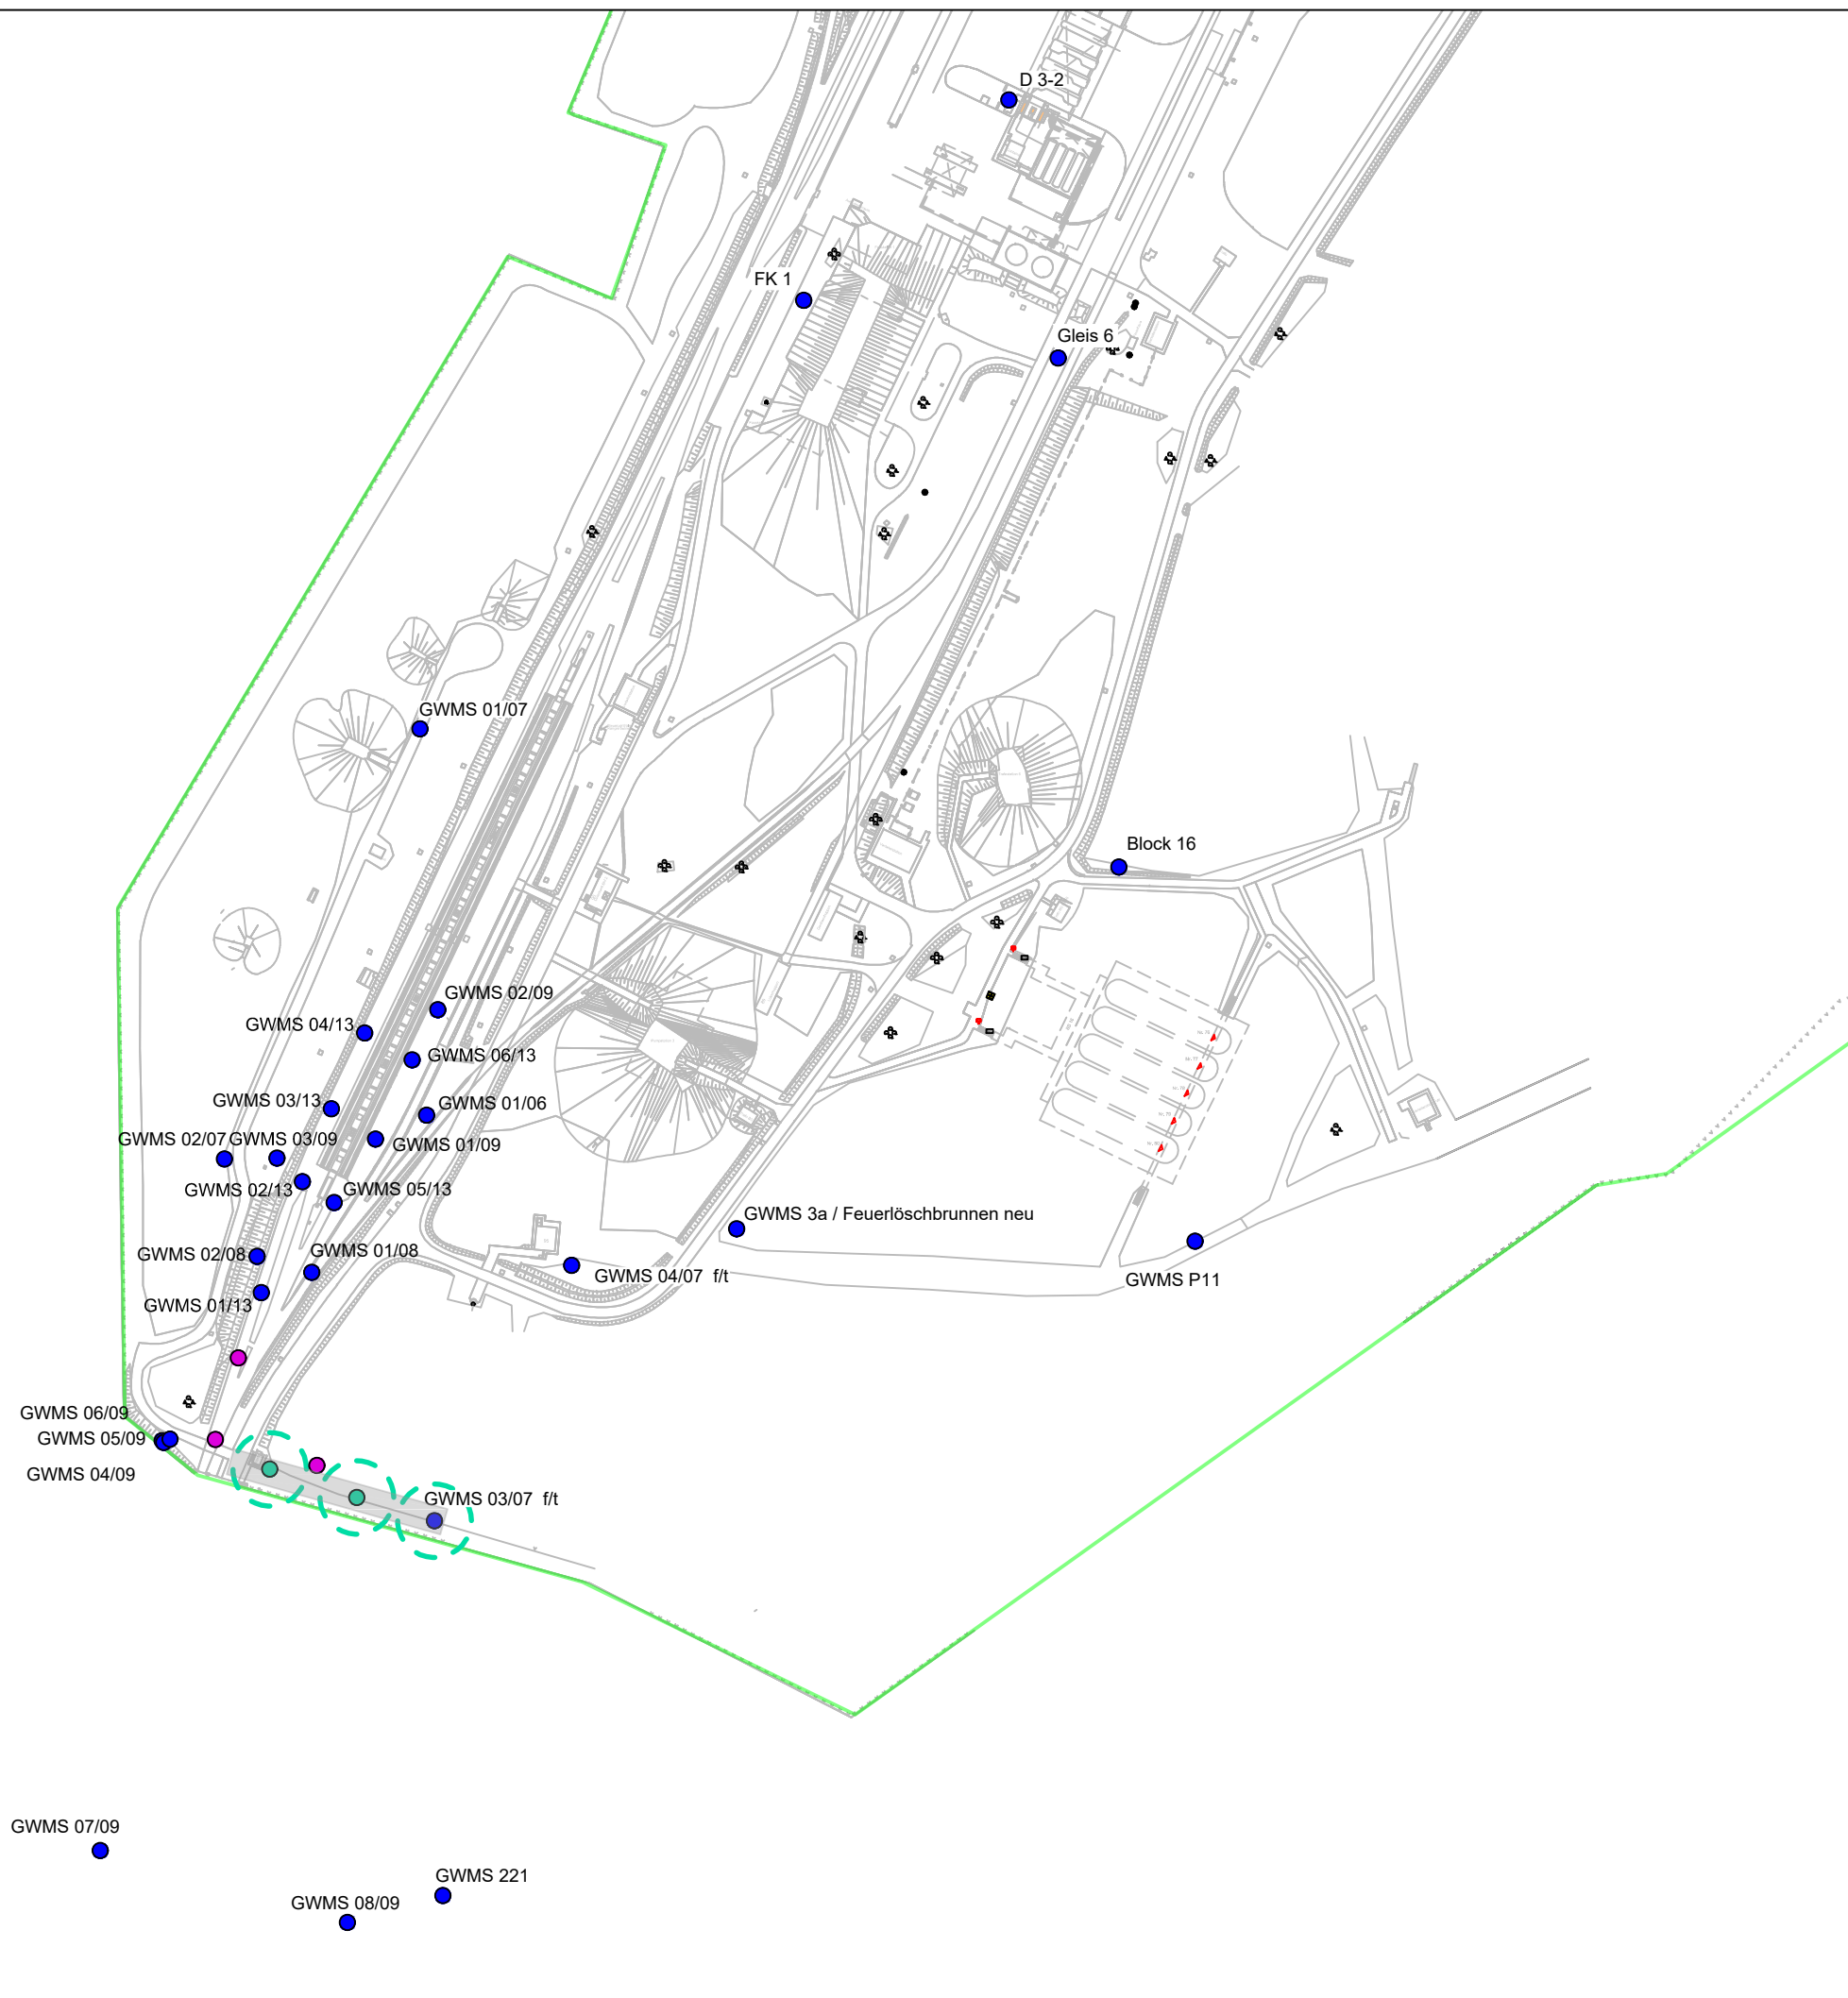 D 3-2
FK 1
Gleis 6
GWMS 01/07
Block 16
GWMS 02/09
GWMS 04/13
GWMS 06/13
GWMS 03/13
GWMS 01/06
GWMS 02/07
GWMS 03/09
GWMS 01/09
GWMS 02/13
GWMS 05/13
GWMS 3a / Feuerlöschbrunnen neu
GWMS 02/08
GWMS 01/08
GWMS 04/07 f/t
GWMS P11
GWMS 01/13
GWMS 06/09
GWMS 05/09
GWMS 04/09
GWMS 03/07 f/t
GWMS 07/09
GWMS 221
GWMS 08/09